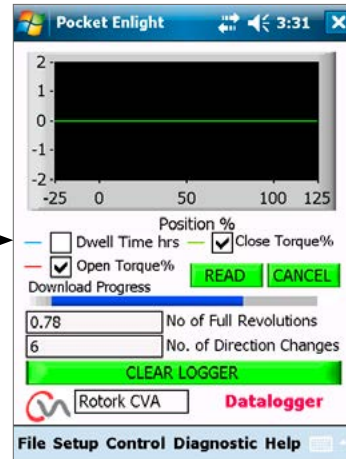 Pocket Enlight 3:31
2
1
0
-1
-2
-25 0 50 100 125
Position %
Dwell Time hrs Close Torque%
Open Torque% READ CANCEL
Download Progress
0.78 No of Full Revolutions
6 No. of Direction Changes
CLEAR LOGGER
Rotork CVA Datalogger
File Setup Control Diagnostic Help